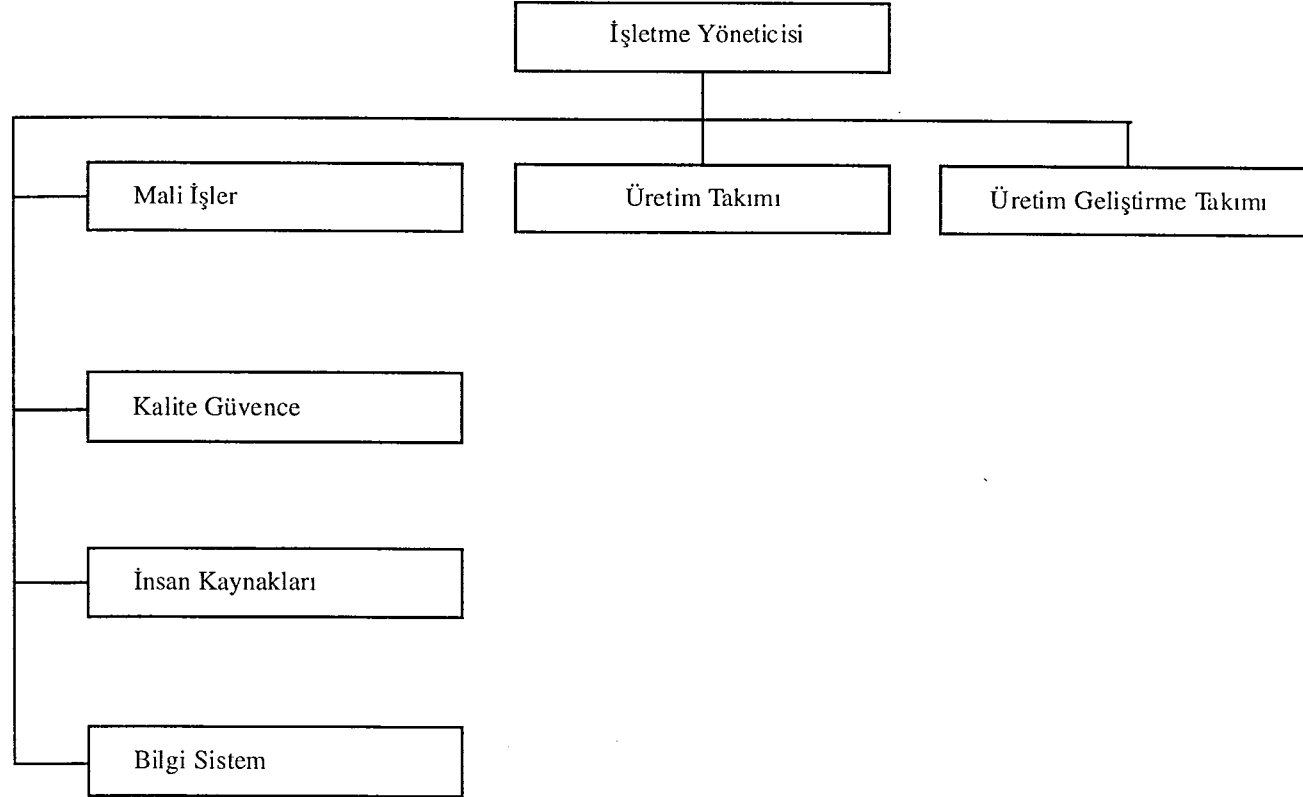 İşletme Yöneticisi
Mali İşler
Üretim Takımı
Üretim Geliştirme Takımı
Kalite Güvence
İnsan Kaynakları
Bilgi Sistem